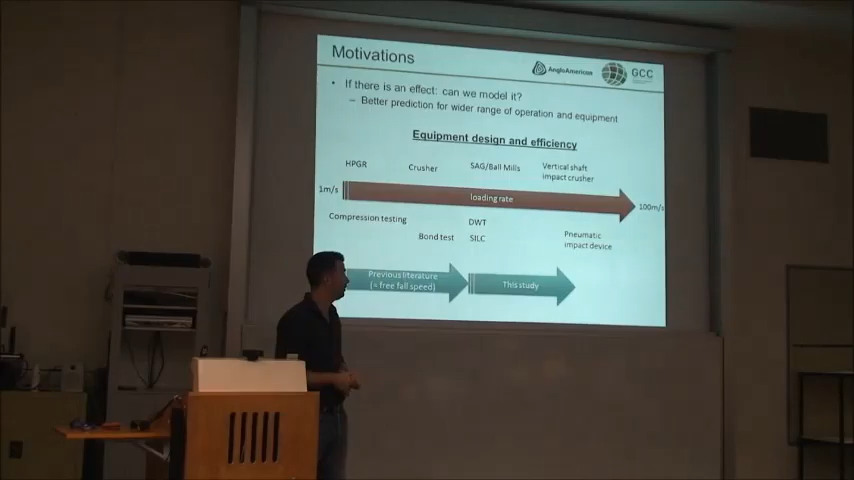 Motivations
AngloAmerican
GCC
• If there is an effect: can we model it?
– Better prediction for wider range of operation and equipment
Equipment design and efficiency
HPGR
Crusher
SAG/Ball Mills
Vertical shaft
impact crusher
1m/s
loading rate
100m/s
Compression testing
DWT
Bond test
SILC
Pneumatic
impact device
Previous literature
(≈ free fall speed)
This study